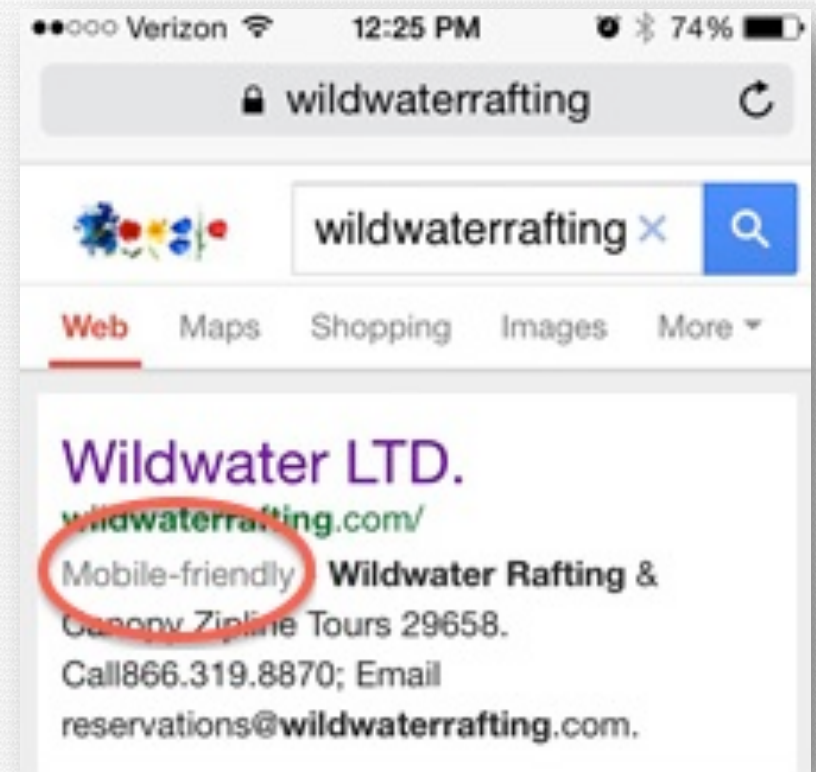 Verizon 12:25 PM 74%
wildwaterrafting
wildwaterrafting ×
Web Maps Shopping Images More
Wildwater LTD.
wildwaterrafting.com/
Mobile-friendly Wildwater Rafting &
Canopy Zipline Tours 29658.
Call866.319.8870; Email
reservations@wildwaterrafting.com.